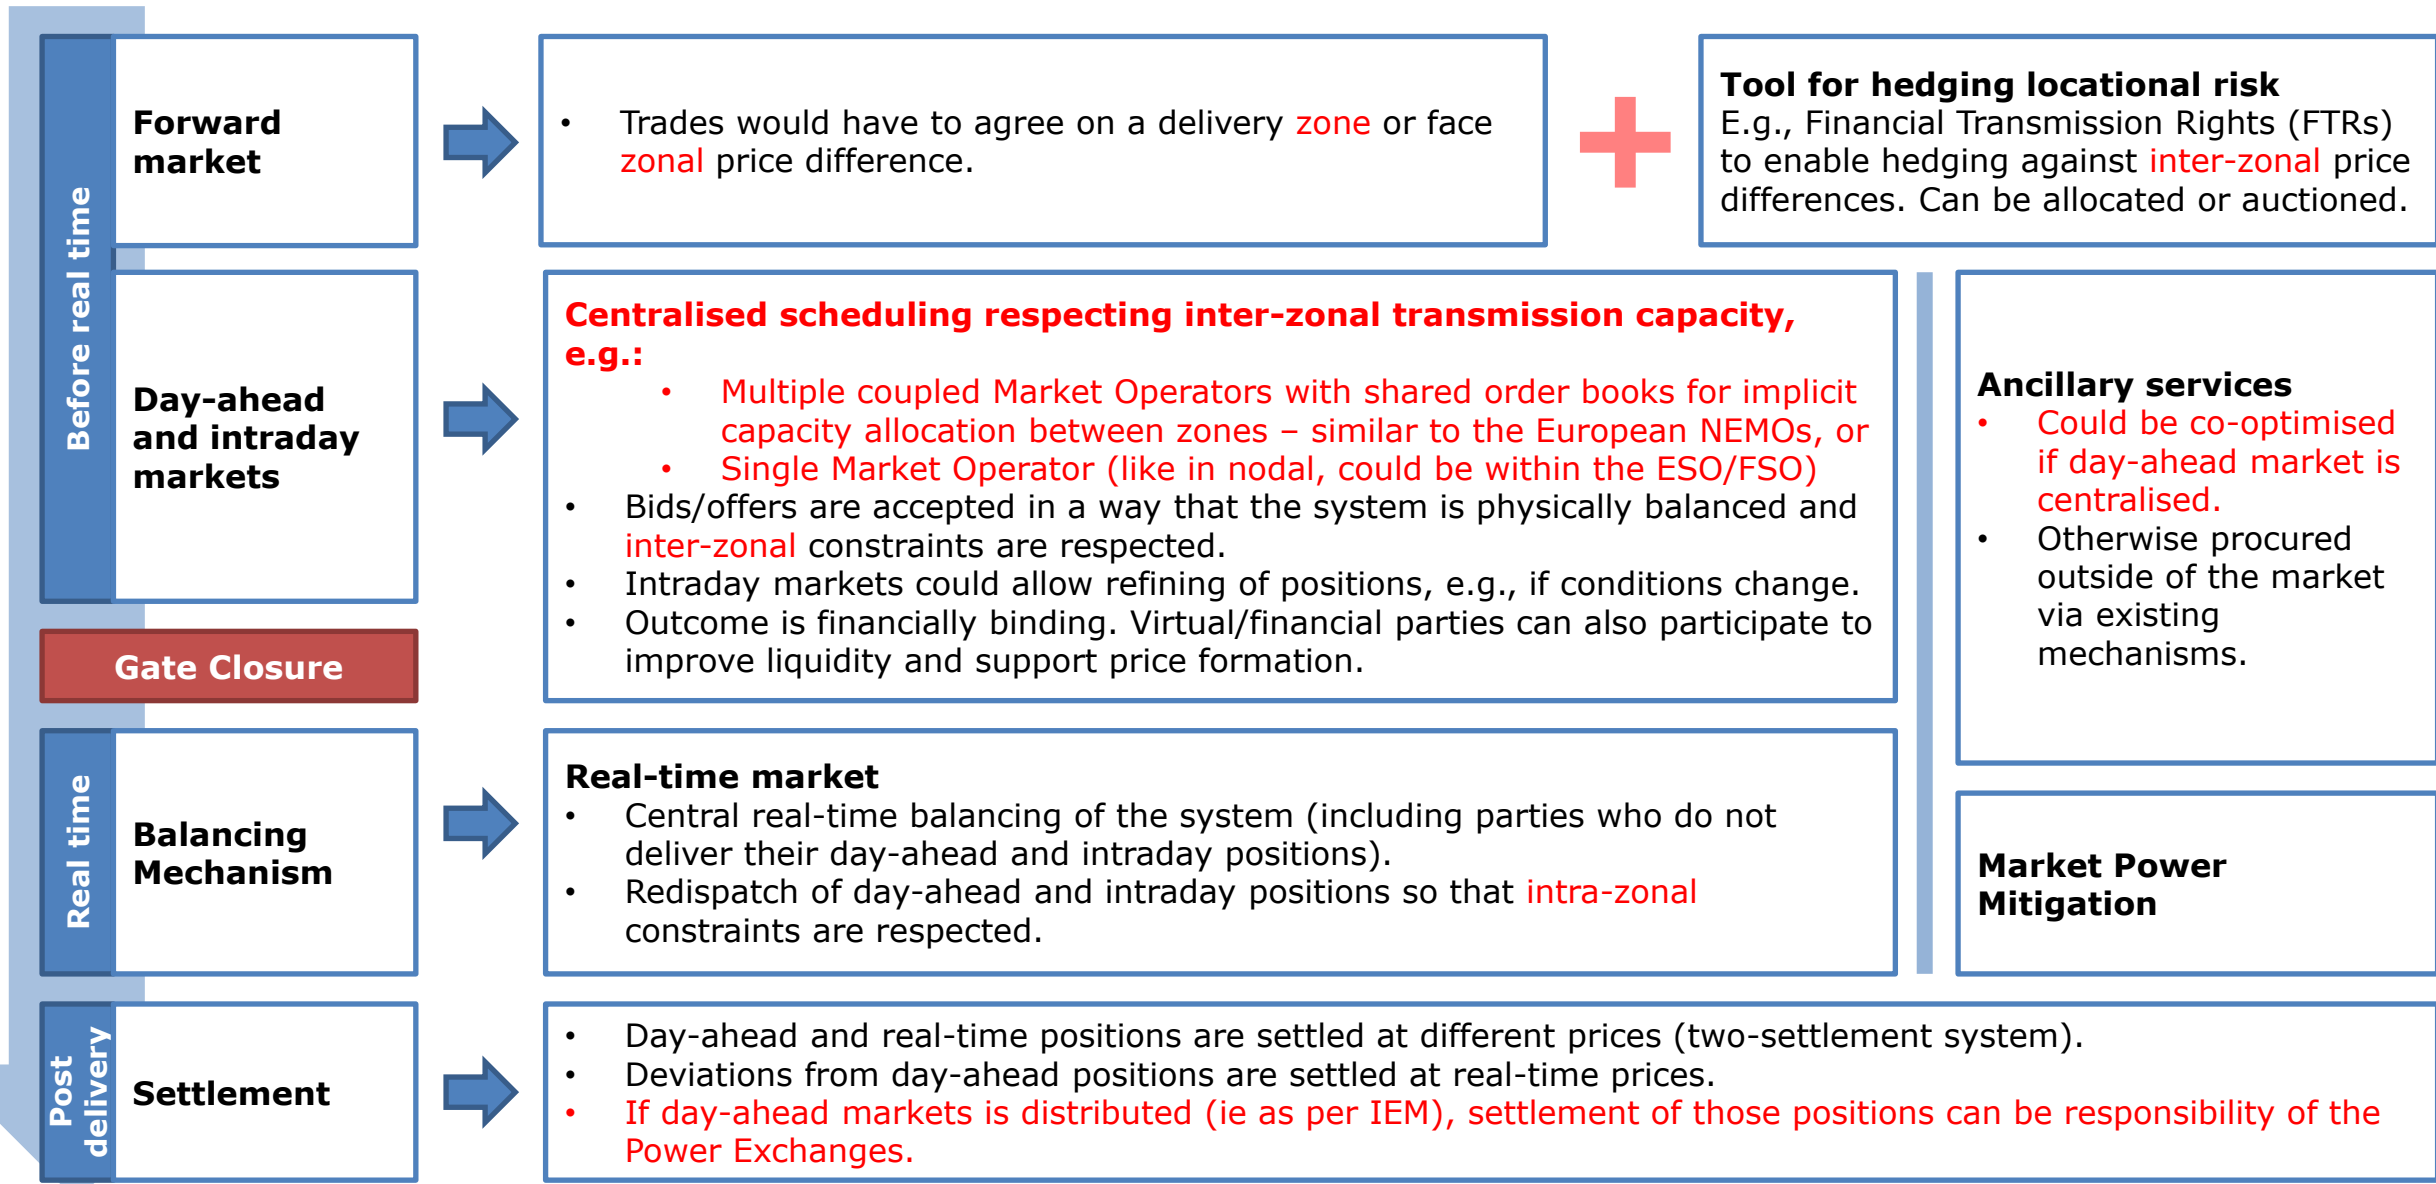 Before real time
Forward
market
• Trades would have to agree on a delivery zone or face
zonal price difference.
Tool for hedging locational risk
E.g., Financial Transmission Rights (FTRs)
to enable hedging against inter-zonal price
differences. Can be allocated or auctioned.
Day-ahead
and intraday
markets
Centralised scheduling respecting inter-zonal transmission capacity,
e.g.:
• Multiple coupled Market Operators with shared order books for implicit
capacity allocation between zones – similar to the European NEMOs, or
• Single Market Operator (like in nodal, could be within the ESO/FSO)
• Bids/offers are accepted in a way that the system is physically balanced and
inter-zonal constraints are respected.
• Intraday markets could allow refining of positions, e.g., if conditions change.
• Outcome is financially binding. Virtual/financial parties can also participate to
improve liquidity and support price formation.
Ancillary services
• Could be co-optimised
if day-ahead market is
centralised.
• Otherwise procured
outside of the market
via existing
mechanisms.
Gate Closure
Real time
Balancing
Mechanism
Real-time market
• Central real-time balancing of the system (including parties who do not
deliver their day-ahead and intraday positions).
• Redispatch of day-ahead and intraday positions so that intra-zonal
constraints are respected.
Market Power
Mitigation
Post
delivery
Settlement
• Day-ahead and real-time positions are settled at different prices (two-settlement system).
• Deviations from day-ahead positions are settled at real-time prices.
• If day-ahead markets is distributed (ie as per IEM), settlement of those positions can be responsibility of the
Power Exchanges.